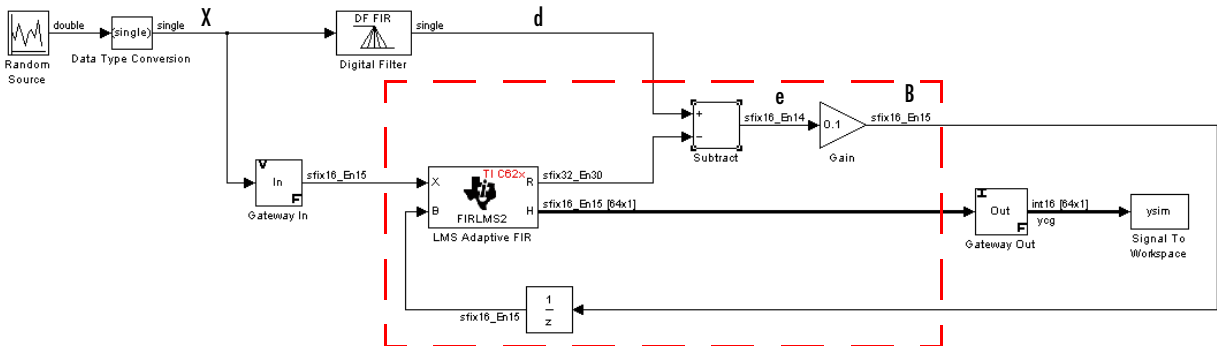 double
Random
Source
(single)
Data Type Conversion
single
X
DF FIR
Digital Filter
single
d
V
In
F
Gateway In
sfix16_En15
TI C62x
X
B
R
H
FIRLMS2
LMS Adaptive FIR
sfix32_En30
sfix16_En15 [64x1]
+
−
Subtract
e
sfix16_En14
0.1
Gain
B
sfix16_En15
I
Out
F
Gateway Out
int16 [64x1]
ycg
ysim
Signal To
Workspace
sfix16_En15
1
z